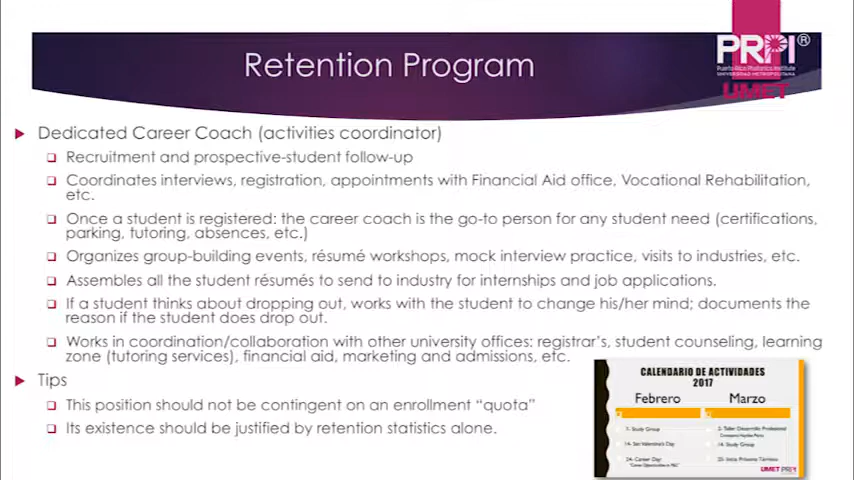 Retention Program
PRPI®
Puerto Rico Photonics Institute
UNIVERSIDAD METROPOLITANA
UMET
Dedicated Career Coach (activities coordinator)
Recruitment and prospective-student follow-up
Coordinates interviews, registration, appointments with Financial Aid office, Vocational Rehabilitation,
etc.
Once a student is registered: the career coach is the go-to person for any student need (certifications,
parking, tutoring, absences, etc.)
Organizes group-building events, résumé workshops, mock interview practice, visits to industries, etc.
Assembles all the student résumés to send to industry for internships and job applications.
If a student thinks about dropping out, works with the student to change his/her mind; documents the
reason if the student does drop out.
Works in coordination/collaboration with other university offices: registrar's, student counseling, learning
zone (tutoring services), financial aid, marketing and admissions, etc.
Tips
This position should not be contingent on an enrollment “quota”
Its existence should be justified by retention statistics alone.
CALENDARIO DE ACTIVIDADES
2017
Febrero Marzo
Study Group
Taller Desarrollo Profesional
14- San Valentine's Day
14- Study Group
24- Career Day
UMET PRPI